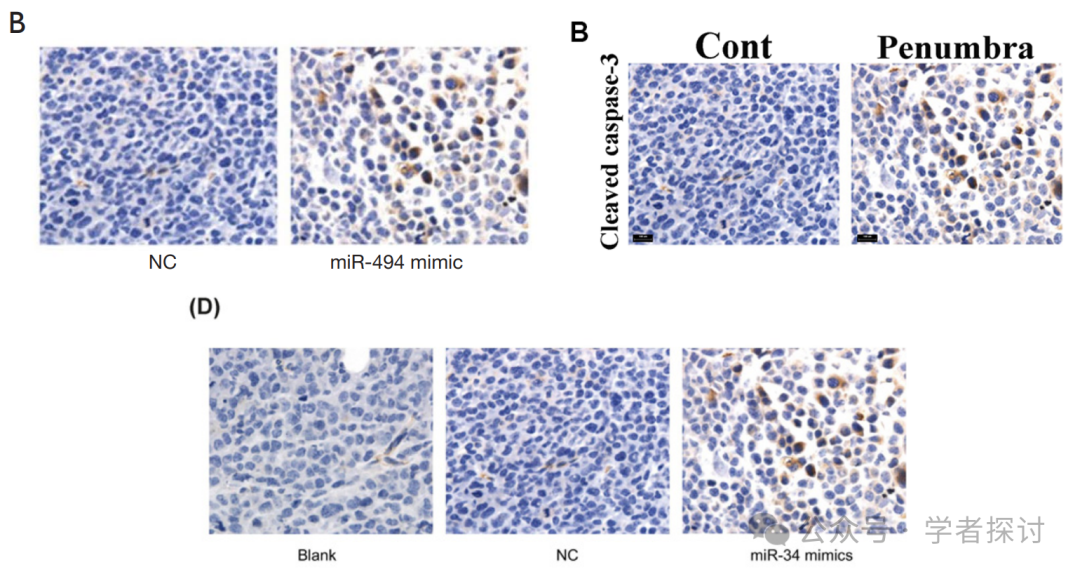 B
NC
miR-494 mimic
B
Cont
Penumbra
Cleaved caspase-3
(D)
Blank
NC
miR-34 mimics
公众号 学者探讨